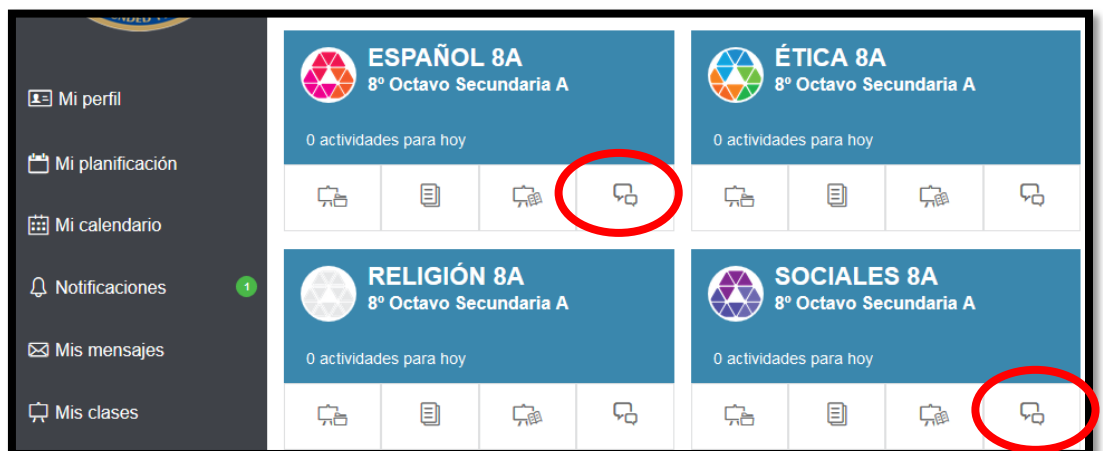 Mi perfil
Mi planificación
Mi calendario
Notificaciones 1
Mis mensajes
Mis clases
ESPAÑOL 8A
8º Octavo Secundaria A
0 actividades para hoy
ÉTICA 8A
8º Octavo Secundaria A
0 actividades para hoy
RELIGIÓN 8A
8º Octavo Secundaria A
0 actividades para hoy
SOCIALES 8A
8º Octavo Secundaria A
0 actividades para hoy